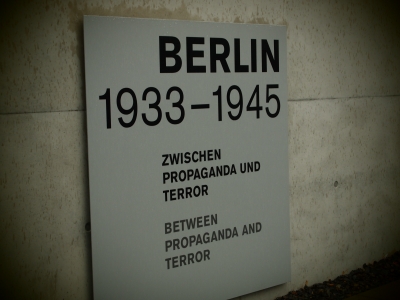 BERLIN
1933–1945
ZWISCHEN
PROPAGANDA UND
TERROR
BETWEEN
PROPAGANDA AND
TERROR